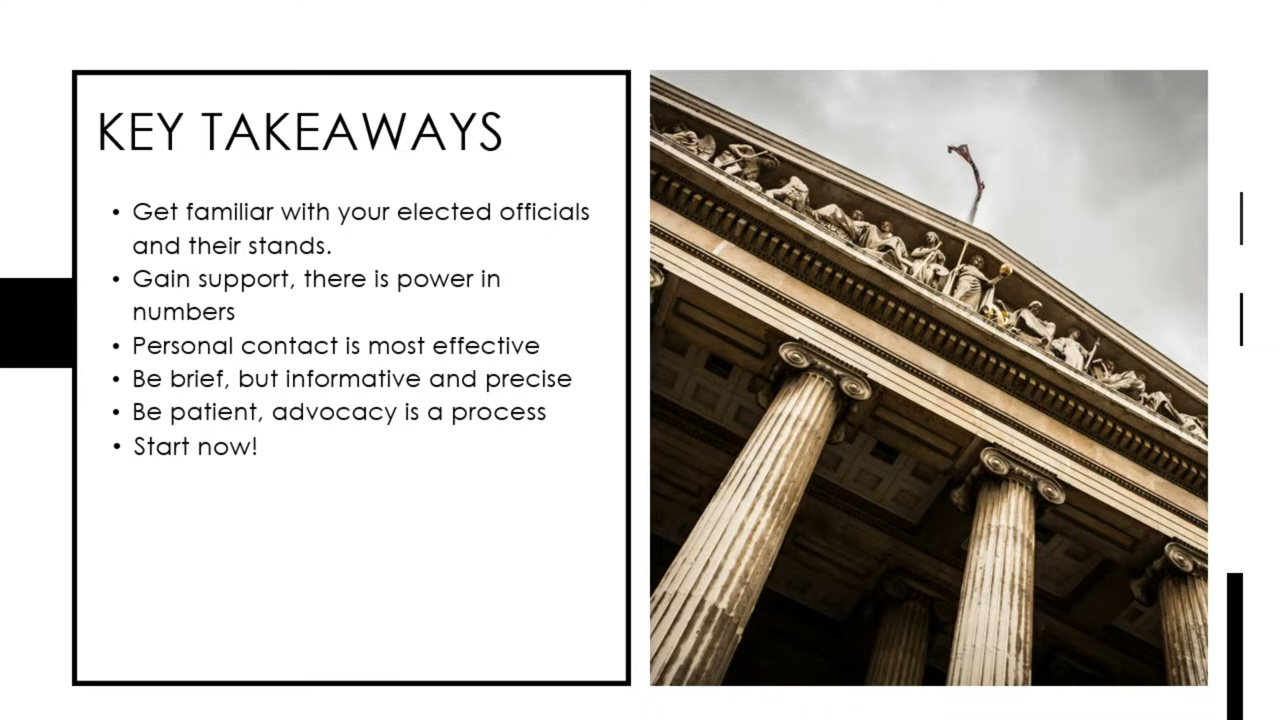 KEY TAKEAWAYS
• Get familiar with your elected officials
and their stands.
• Gain support, there is power in
numbers
• Personal contact is most effective
• Be brief, but informative and precise
• Be patient, advocacy is a process
• Start now!